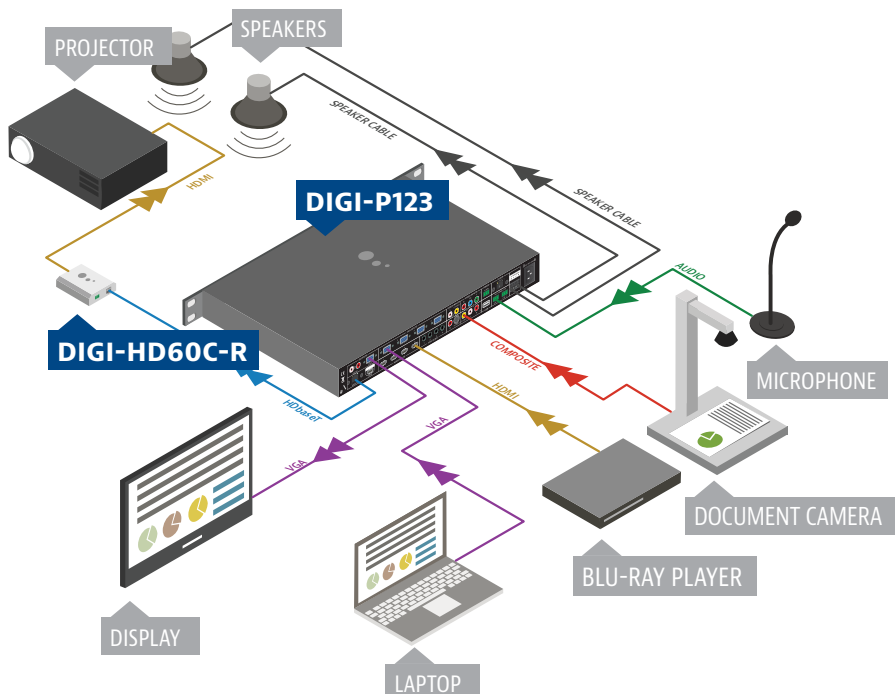 SPEAKERS
PROJECTOR
SPEAKER CABLE
SPEAKER CABLE
HDMI
DIGI-P123
AUDIO
DIGI-HD60C-R
MICROPHONE
COMPOSITE
HDMI
HDbaseT
VGA
VGA
DOCUMENT CAMERA
BLU-RAY PLAYER
DISPLAY
LAPTOP